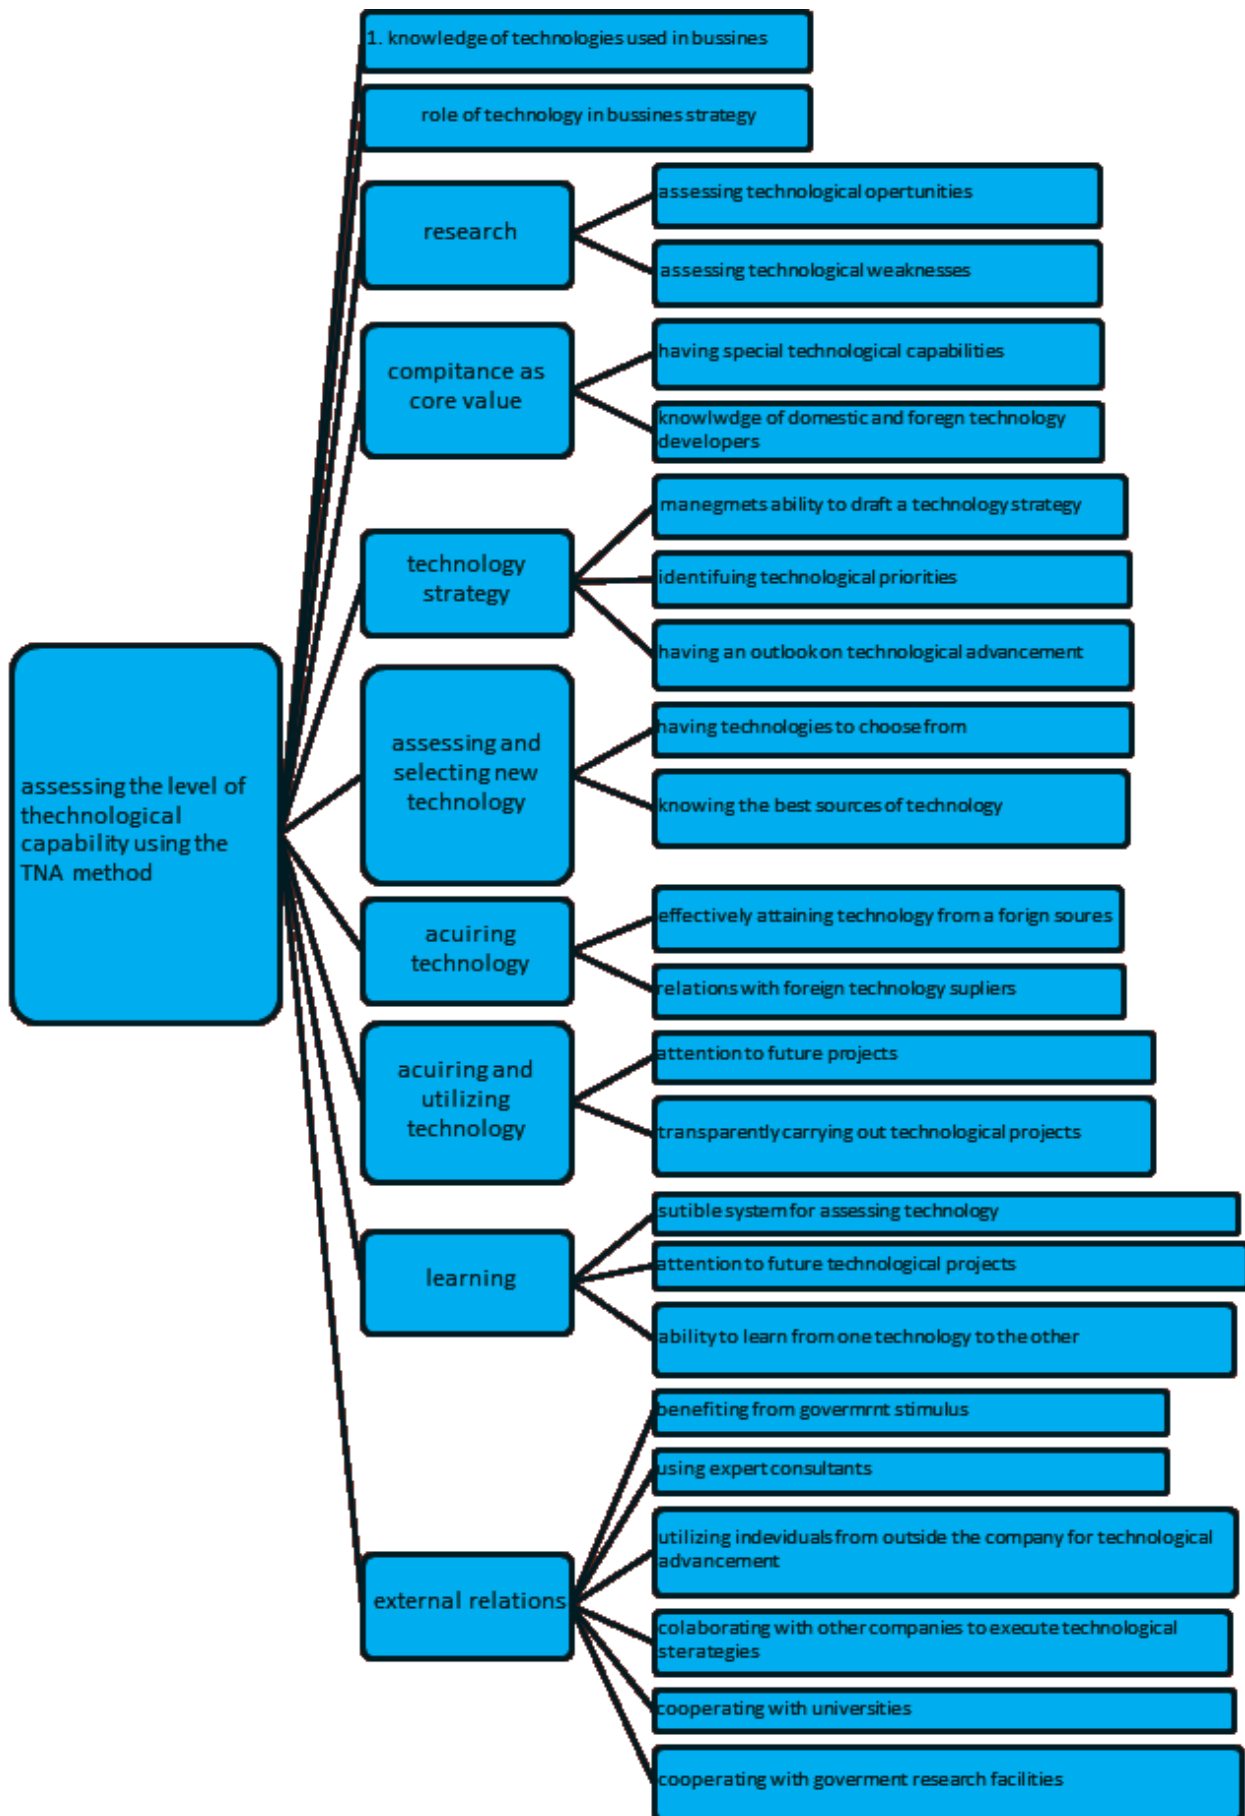 1. knowledge of technologies used in bussines
role of technology in bussines strategy
research
assessing technological opertunities
assessing technological weaknesses
compitance as
core value
having special technological capabilities
knowlwdge of domestic and foregn technology
developers
technology
strategy
manegmets ability to draft a technology strategy
identifuing technological priorities
having an outlook on technological advancement
assessing the level of
thechnological
capability using the
TNA method
assessing and
selecting new
technology
having technologies to choose from
knowing the best sources of technology
acuiring
technology
effectively attaining technology from a forign soures
relations with foreign technology supliers
acuiring and
utilizing
technology
attention to future projects
transparently carrying out technological projects
learning
sutible system for assessing technology
attention to future technological projects
ability to learn from one technology to the other
external relations
benefiting from govermrnt stimulus
using expert consultants
utilizing indeviduals from outside the company for technological
advancement
colaborating with other companies to execute technological
sterategies
cooperating with universities
cooperating with goverment research facilities